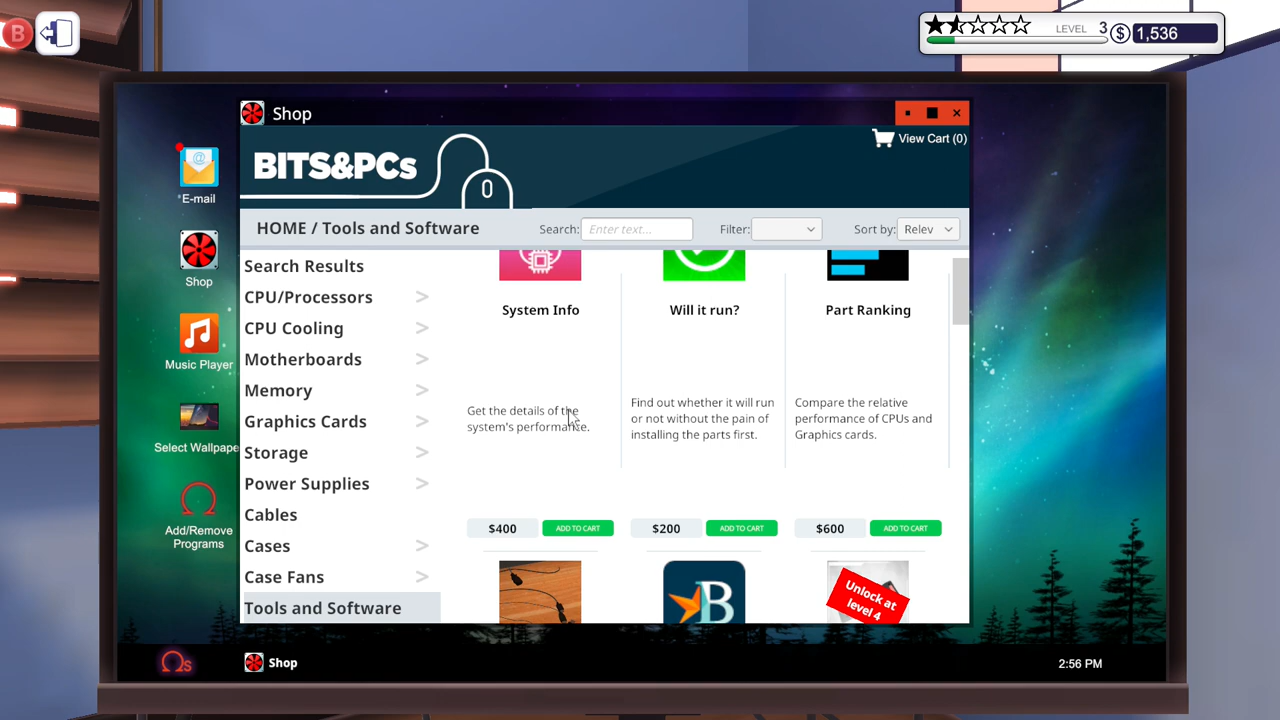 B
LEVEL 3 $ 1,536
Shop
View Cart (0)
BITS&PCs
HOME / Tools and Software
Search: Enter text...
Filter:
Sort by: Relev
E-mail
Shop
Music Player
Select Wallpape
Add/Remove
Programs
Search Results
CPU/Processors >
CPU Cooling >
Motherboards >
Memory >
Graphics Cards >
Storage >
Power Supplies >
Cables
Cases >
Case Fans >
Tools and Software
System Info
Get the details of the
system's performance.
$400 ADD TO CART
Will it run?
Find out whether it will run
or not without the pain of
installing the parts first.
$200 ADD TO CART
Part Ranking
Compare the relative
performance of CPUs and
Graphics cards.
$600 ADD TO CART
B
Unlock at
level 4
Ωs
Shop
2:56 PM